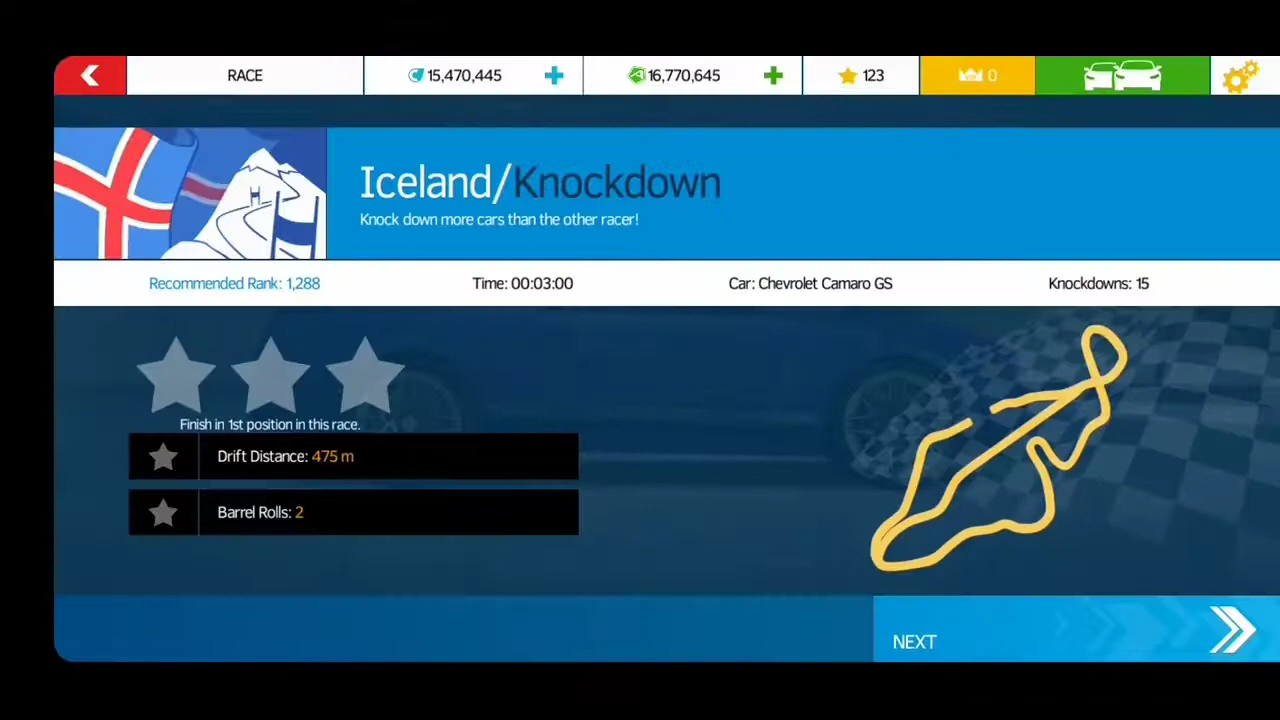 RACE
15,470,445
16,770,645
123
0
Iceland/Knockdown
Knock down more cars than the other racer!
Recommended Rank: 1,288
Time: 00:03:00
Car: Chevrolet Camaro GS
Knockdowns: 15
Finish in 1st position in this race.
Drift Distance: 475 m
Barrel Rolls: 2
NEXT